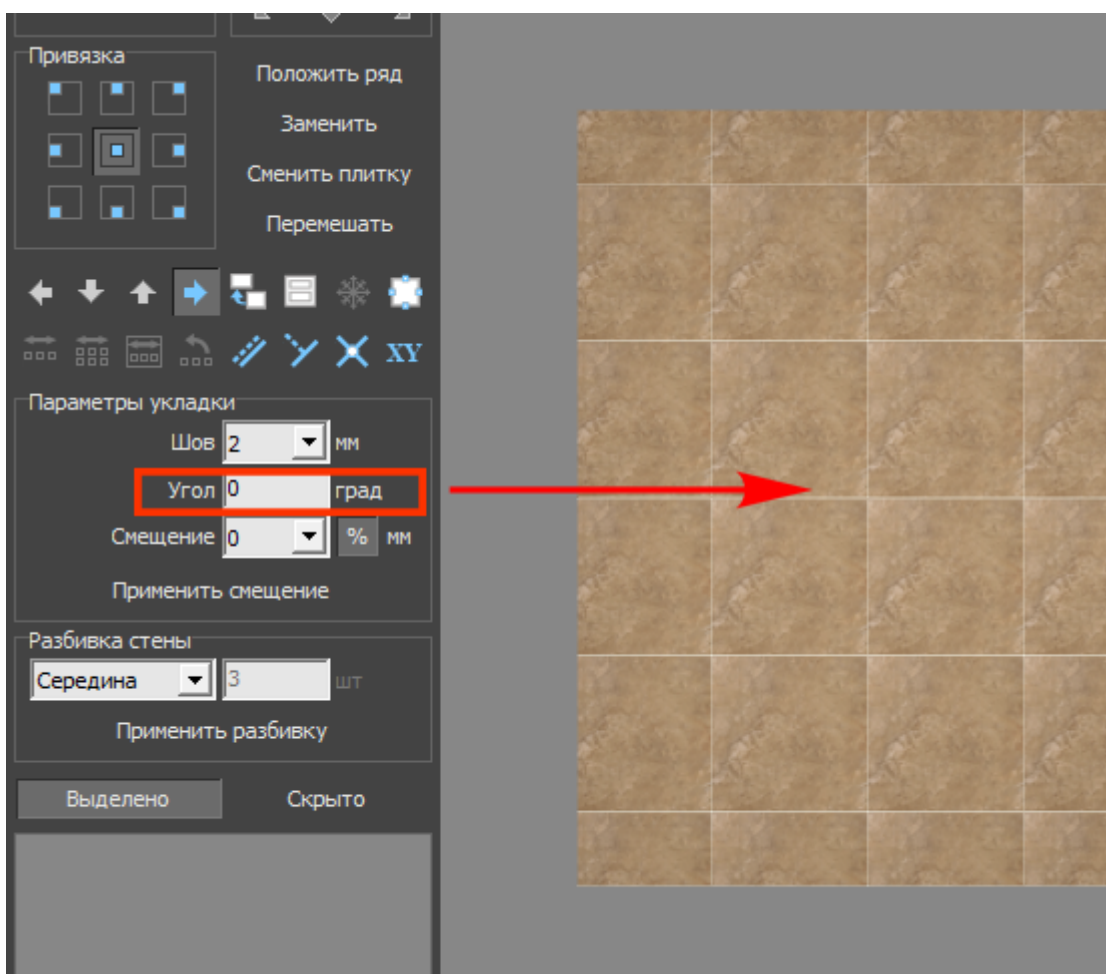 Привязка
Положить ряд
Заменить
Сменить плитку
Перемешать
XY
Параметры укладки
Шов 2 мм
Угол 0 град
Смещение 0 % мм
Применить смещение
Разбивка стены
Середина 3 шт
Применить разбивку
Выделено Скрыто